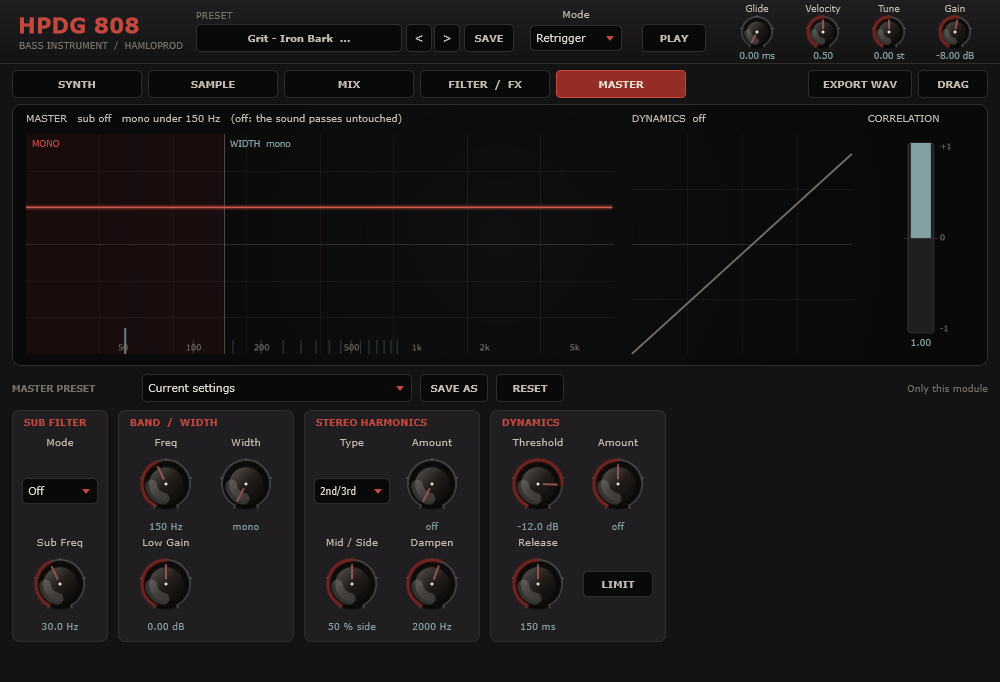 HPDG 808
BASS INSTRUMENT / HAMLOPROD
PRESET
Grit - Iron Bark ...
<
>
SAVE
Mode
Retrigger
PLAY
Glide
Velocity
Tune
Gain
0.00 ms
0.50
0.00 st
-8.00 dB
SYNTH
SAMPLE
MIX
FILTER / FX
MASTER
EXPORT WAV
DRAG
MASTER sub off mono under 150 Hz (off: the sound passes untouched)
DYNAMICS off
CORRELATION
MONO
WIDTH mono
+1
0
-1
1.00
50
100
200
500
1k
2k
5k
MASTER PRESET
Current settings
SAVE AS
RESET
Only this module
SUB FILTER
Mode
Off
Sub Freq
30.0 Hz
BAND / WIDTH
Freq
Width
150 Hz
mono
Low Gain
0.00 dB
STEREO HARMONICS
Type
Amount
2nd/3rd
off
Mid / Side
Dampen
50 % side
2000 Hz
DYNAMICS
Threshold
Amount
-12.0 dB
off
Release
LIMIT
150 ms